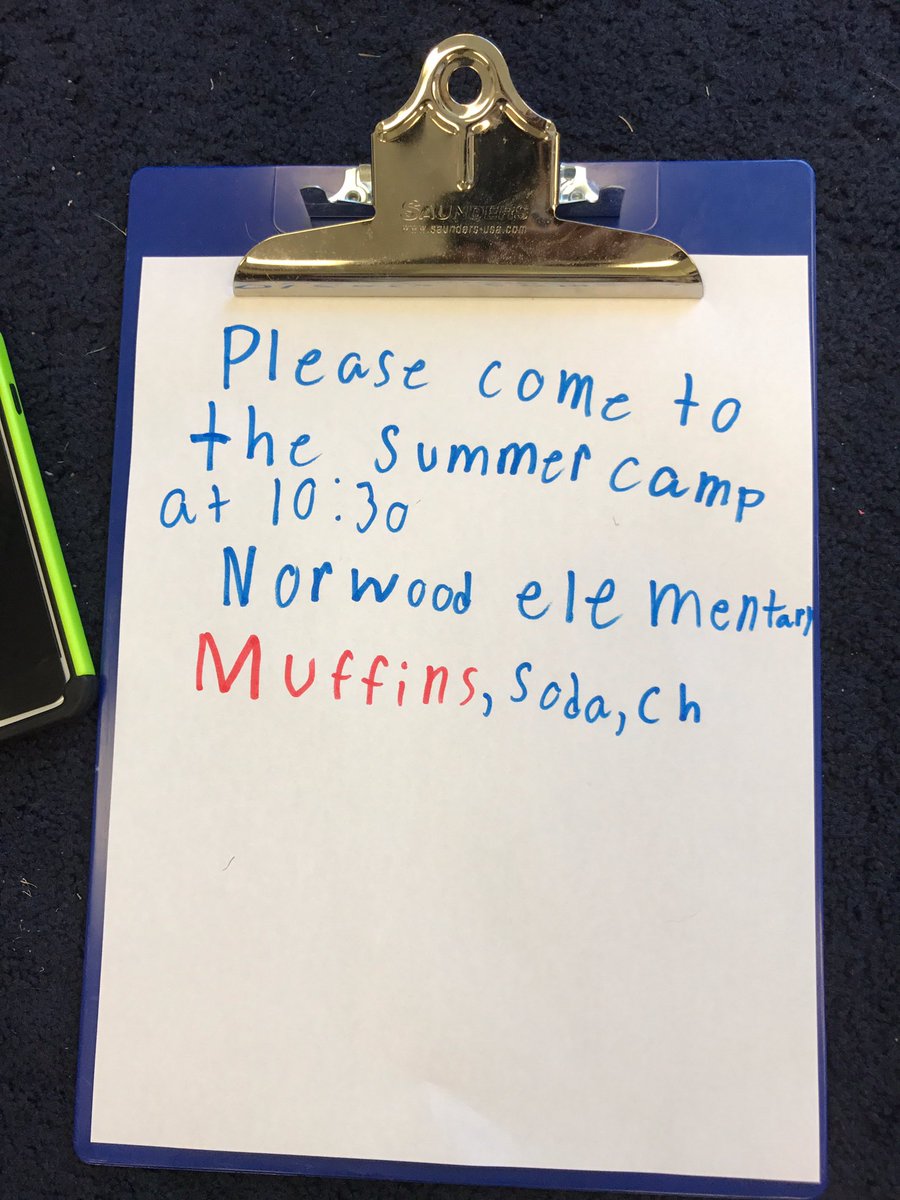 SAUNDERS
www.saunders-usa.com
Please come to
the summer camp
at 10:30
Norwood elementary
Muffins, soda, ch